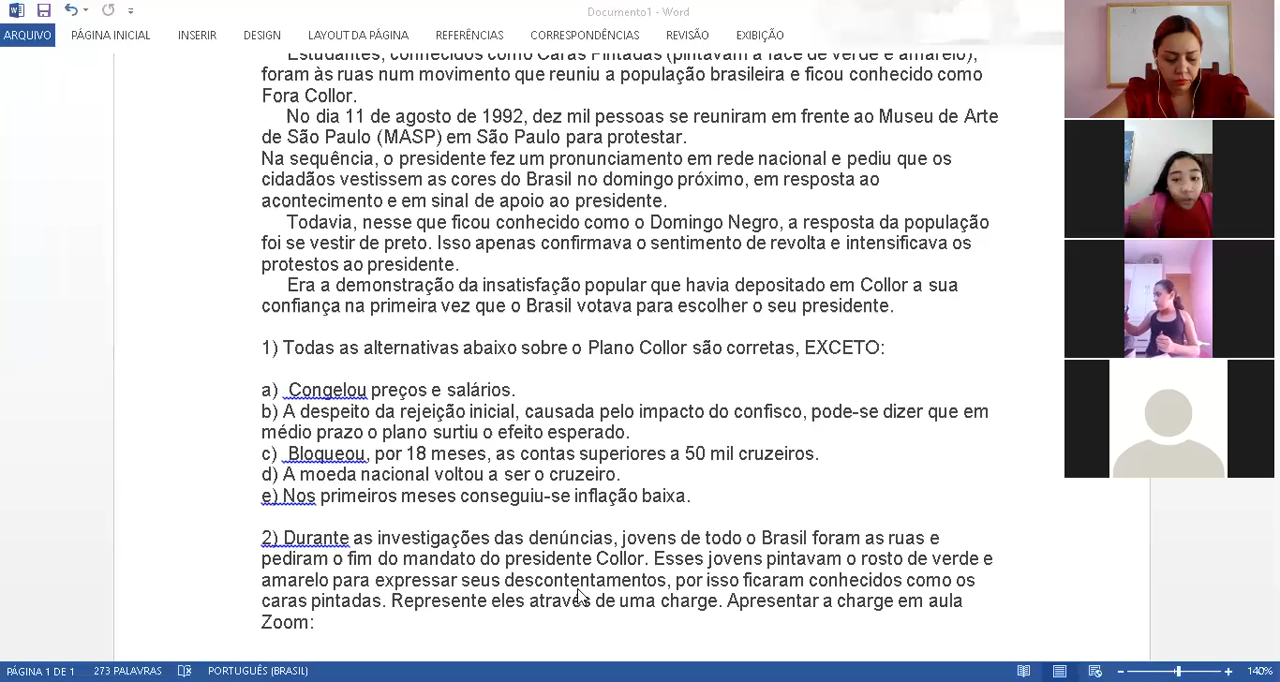 Documento1 - Word
ARQUIVO PÁGINA INICIAL INSERIR DESIGN LAYOUT DA PÁGINA REFERÊNCIAS CORRESPONDÊNCIAS REVISÃO EXIBIÇÃO
Estudantes, conhecidos como Caras Pintadas (pintavam a face de verde e amarelo),
foram às ruas num movimento que reuniu a população brasileira e ficou conhecido como
Fora Collor.
No dia 11 de agosto de 1992, dez mil pessoas se reuniram em frente ao Museu de Arte
de São Paulo (MASP) em São Paulo para protestar.
Na sequência, o presidente fez um pronunciamento em rede nacional e pediu que os
cidadãos vestissem as cores do Brasil no domingo próximo, em resposta ao
acontecimento e em sinal de apoio ao presidente.
Todavia, nesse que ficou conhecido como o Domingo Negro, a resposta da população
foi se vestir de preto. Isso apenas confirmava o sentimento de revolta e intensificava os
protestos ao presidente.
Era a demonstração da insatisfação popular que havia depositado em Collor a sua
confiança na primeira vez que o Brasil votava para escolher o seu presidente.
1) Todas as alternativas abaixo sobre o Plano Collor são corretas, EXCETO:
a) Congelou preços e salários.
b) A despeito da rejeição inicial, causada pelo impacto do confisco, pode-se dizer que em
médio prazo o plano surtiu o efeito esperado.
c) Bloqueou, por 18 meses, as contas superiores a 50 mil cruzeiros.
d) A moeda nacional voltou a ser o cruzeiro.
e) Nos primeiros meses conseguiu-se inflação baixa.
2) Durante as investigações das denúncias, jovens de todo o Brasil foram as ruas e
pediram o fim do mandato do presidente Collor. Esses jovens pintavam o rosto de verde e
amarelo para expressar seus descontentamentos, por isso ficaram conhecidos como os
caras pintadas. Represente eles através de uma charge. Apresentar a charge em aula
Zoom:
PÁGINA 1 DE 1 273 PALAVRAS PORTUGUÊS (BRASIL) 140%